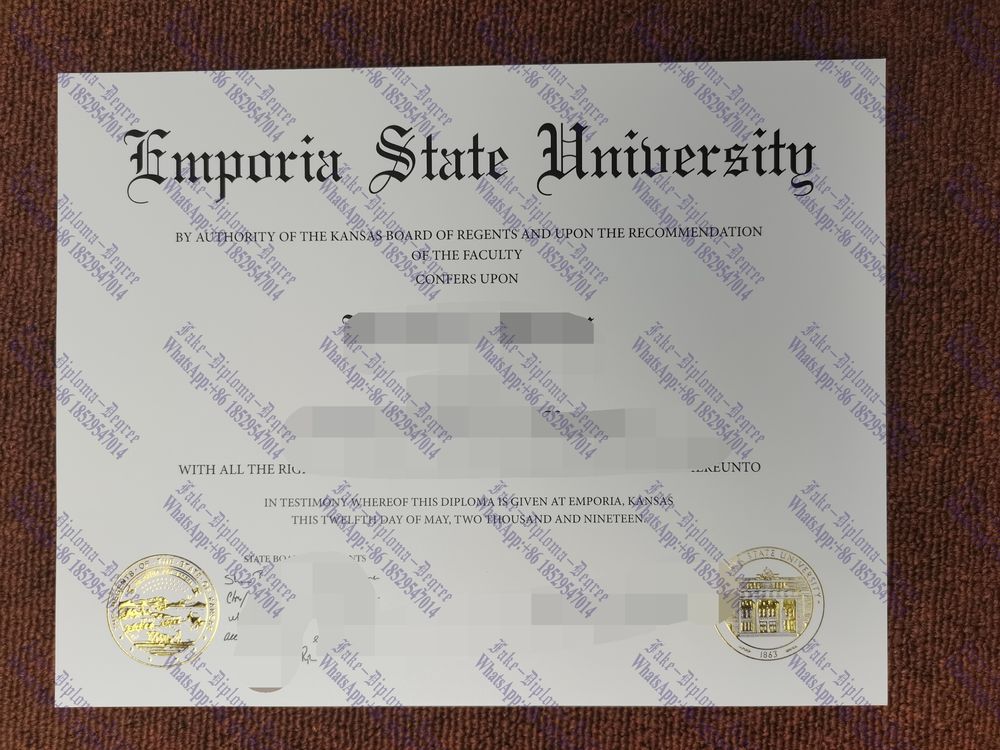 Emporia State University
BY AUTHORITY OF THE KANSAS BOARD OF REGENTS AND UPON THE RECOMMENDATION
OF THE FACULTY
CONFERS UPON
WITH ALL THE
IN TESTIMONY WHEREOF THIS DIPLOMA IS GIVEN AT EMPORIA, KANSAS
THIS TWELFTH DAY OF MAY, TWO THOUSAND AND NINETEEN.
STATE
STATE UNIVERSITY
1863
Fake-Diploma-Degree
WhatsApp:+86 18529547014